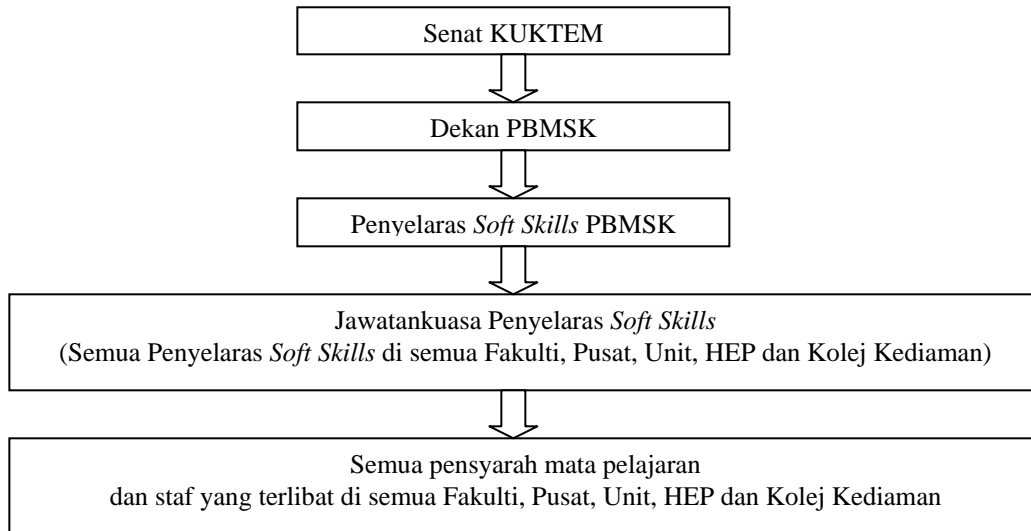 Senat KUKTEM
Dekan PBMSK
Penyelaras Soft Skills PBMSK
Jawatankuasa Penyelaras Soft Skills
(Semua Penyelaras Soft Skills di semua Fakulti, Pusat, Unit, HEP dan Kolej Kediaman)
Semua pensyarah mata pelajaran
dan staf yang terlibat di semua Fakulti, Pusat, Unit, HEP dan Kolej Kediaman